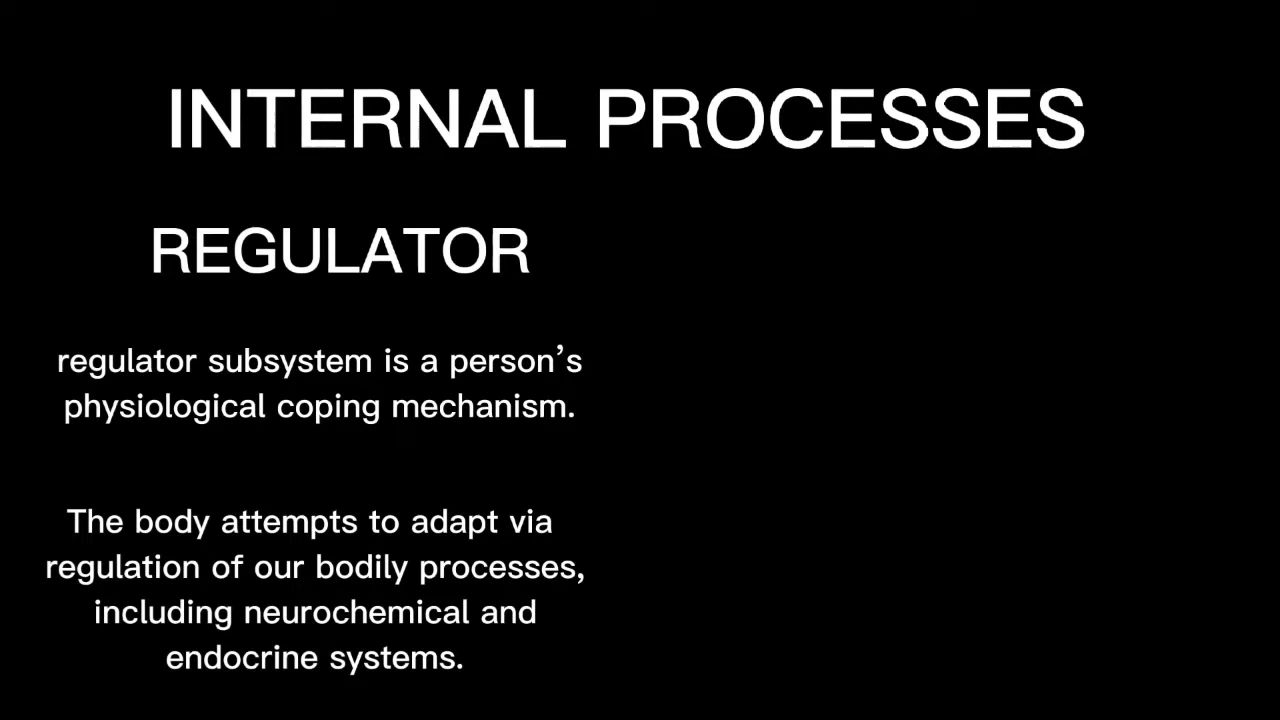 INTERNAL PROCESSES
REGULATOR
regulator subsystem is a person’s
physiological coping mechanism.
The body attempts to adapt via
regulation of our bodily processes,
including neurochemical and
endocrine systems.